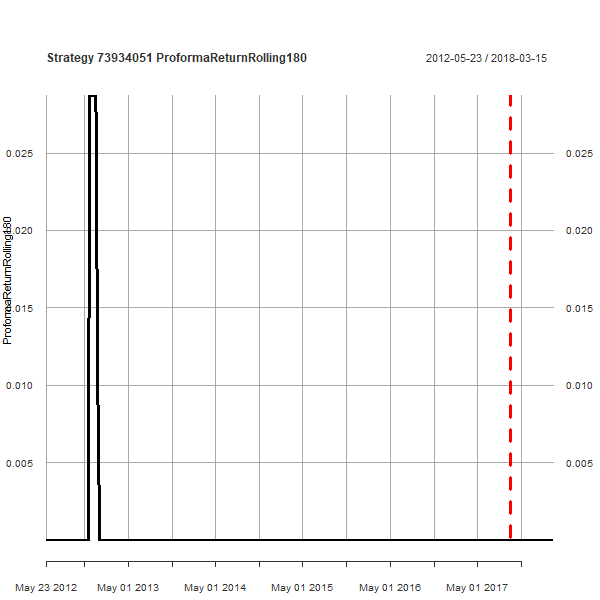 Strategy 73934051 ProformaReturnRolling180
2012-05-23 / 2018-03-15
ProformaReturnRolling180
0.025
0.020
0.015
0.010
0.005
0.025
0.020
0.015
0.010
0.005
May 23 2012
May 01 2013
May 01 2014
May 01 2015
May 01 2016
May 01 2017